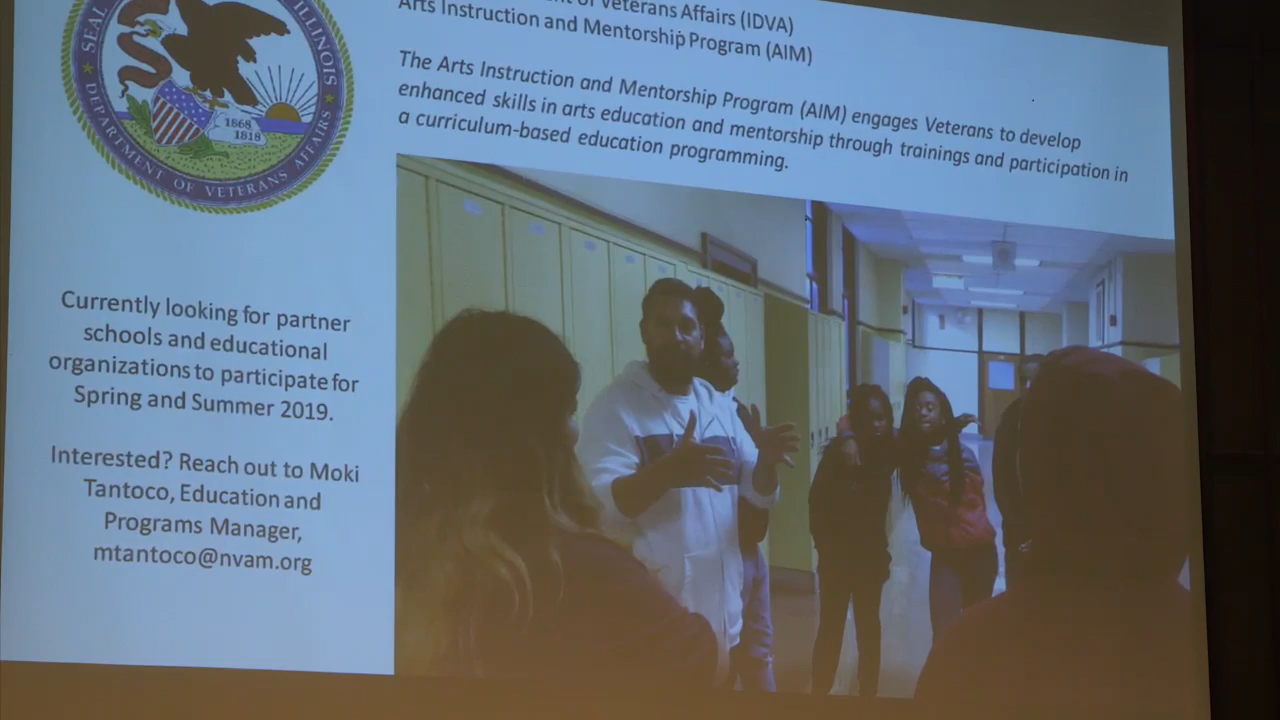 SEAL
ILLINOIS
DEPARTMENT OF VETERANS AFFAIRS
1868
1818
of Veterans Affairs (IDVA)
Arts Instruction and Mentorship Program (AIM)
The Arts Instruction and Mentorship Program (AIM) engages Veterans to develop
enhanced skills in arts education and mentorship through trainings and participation in
a curriculum-based education programming.
Currently looking for partner
schools and educational
organizations to participate for
Spring and Summer 2019.
Interested? Reach out to Moki
Tantoco, Education and
Programs Manager,
mtantoco@nvam.org